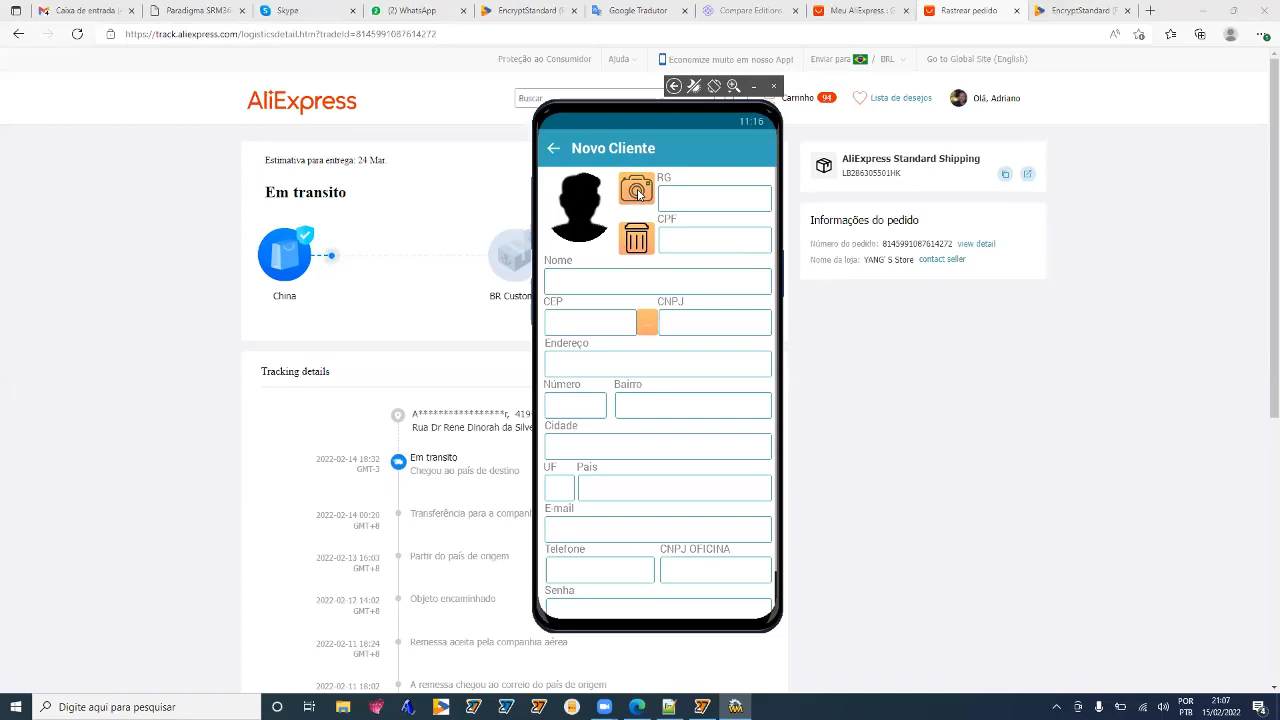 Caixa de entrada
Paradigma SRM36
Skype
(2) WhatsApp
EncryptStandard (F
Google Tradutor
Compare Editions
Meu AliExpress: G
Rastrear pedido
EncryptStandard (F
https://track.aliexpress.com/logisticsdetail.htm?tradeId=8145991087614272
Proteção ao Consumidor
Ajuda
Economize muito em nosso App!
Enviar para / BRL
Go to Global Site (English)
AliExpress
Buscar
Carrinho 94
Lista de desejos
Olá, Adriano
Estimativa para entrega: 24 Mar.
Em transito
China
BR Custom
AliExpress Standard Shipping
LB286305501HK
Informações do pedido
Número do pedido: 8145991087614272 view detail
Nome da loja: YANG' S Store contact seller
Tracking details
A*****************r, 419
Rua Dr Rene Dinorah da Silve
2022-02-14 18:32
GMT-3
Em transito
Chegou ao país de destino
2022-02-14 00:20
GMT+8
Transferência para a companh
2022-02-13 16:03
GMT+8
Partir do país de origem
2022-02-12 14:02
GMT+8
Objeto encaminhado
2022-02-11 18:24
GMT+8
Remessa aceita pela companhia aérea
2022-02-11 18:02
A remessa chegou ao correio do país de origem
11:16
Novo Cliente
RG
CPF
Nome
CEP
CNPJ
...
Endereço
Número
Bairro
Cidade
UF
Pais
E-mail
Telefone
CNPJ OFICINA
Senha
Digite aqui para pesquisar
POR
PTB
21:07
15/02/2022